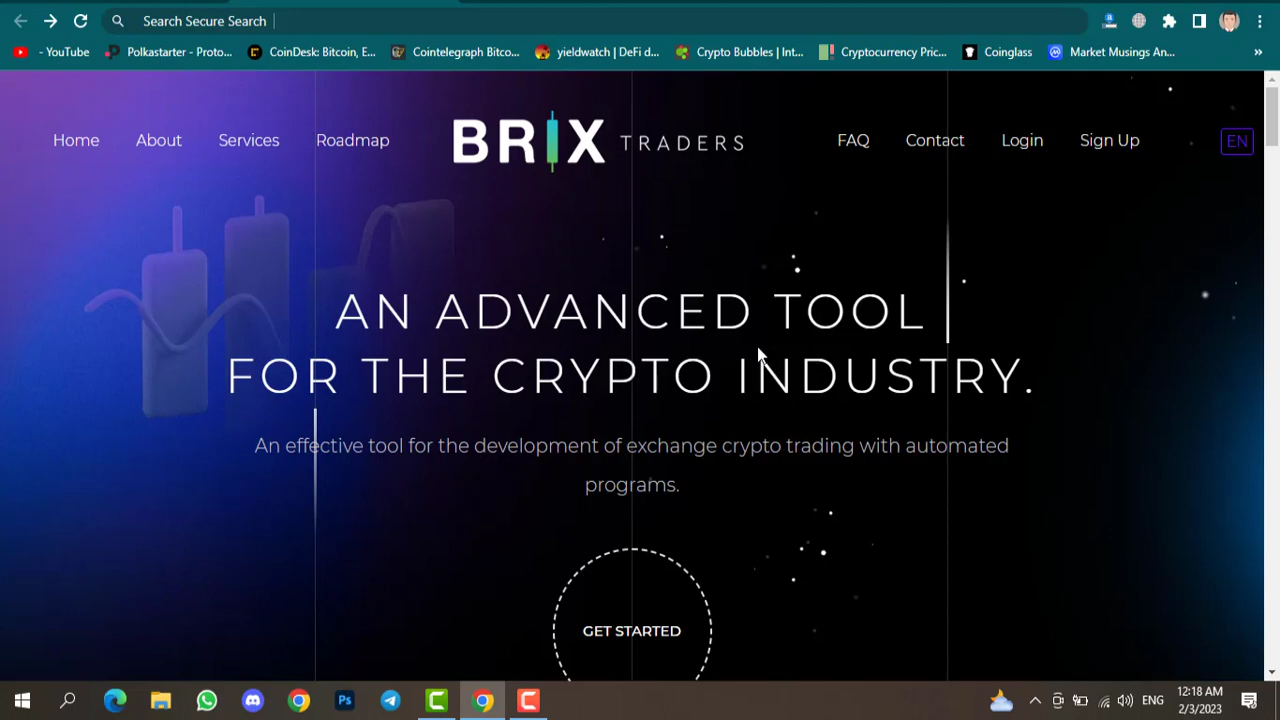 Search Secure Search
- YouTube
Polkastarter - Proto...
CoinDesk: Bitcoin, E...
Cointelegraph Bitco...
yieldwatch | DeFi d...
Crypto Bubbles | Int...
Cryptocurrency Pric...
Coinglass
Market Musings An...
»
Home
About
Services
Roadmap
BRIX TRADERS
FAQ
Contact
Login
Sign Up
EN
AN ADVANCED TOOL
FOR THE CRYPTO INDUSTRY.
An effective tool for the development of exchange crypto trading with automated
programs.
GET STARTED
Ps
C
C
ENG
12:18 AM
2/3/2023